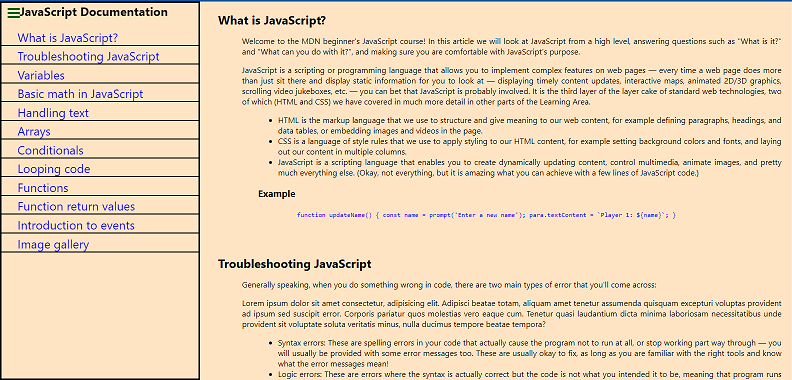 JavaScript Documentation
What is JavaScript?
Troubleshooting JavaScript
Variables
Basic math in JavaScript
Handling text
Arrays
Conditionals
Looping code
Functions
Function return values
Introduction to events
Image gallery
What is JavaScript?
Welcome to the MDN beginner's JavaScript course! In this article we will look at JavaScript from a high level, answering questions such as "What is it?"
and "What can you do with it?", and making sure you are comfortable with JavaScript's purpose.
JavaScript is a scripting or programming language that allows you to implement complex features on web pages — every time a web page does more
than just sit there and display static information for you to look at — displaying timely content updates, interactive maps, animated 2D/3D graphics,
scrolling video jukeboxes, etc. — you can bet that JavaScript is probably involved. It is the third layer of the layer cake of standard web technologies, two
of which (HTML and CSS) we have covered in much more detail in other parts of the Learning Area.
• HTML is the markup language that we use to structure and give meaning to our web content, for example defining paragraphs, headings, and
data tables, or embedding images and videos in the page.
• CSS is a language of style rules that we use to apply styling to our HTML content, for example setting background colors and fonts, and laying
out our content in multiple columns.
• JavaScript is a scripting language that enables you to create dynamically updating content, control multimedia, animate images, and pretty
much everything else. (Okay, not everything, but it is amazing what you can achieve with a few lines of JavaScript code.)
Example
function updateName() { const name = prompt('Enter a new name'); para.textContent = `Player 1: ${name}`; }
Troubleshooting JavaScript
Generally speaking, when you do something wrong in code, there are two main types of error that you'll come across:
Lorem ipsum dolor sit amet consectetur, adipisicing elit. Adipisci beatae totam, aliquam amet tenetur assumenda quisquam excepturi voluptas provident
ad ipsum sed suscipit error. Corporis pariatur quos molestias vero eaque cum. Tenetur quasi laudantium dicta minima laboriosam necessitatibus unde
provident sit voluptate soluta veritatis minus, nulla ducimus tempore beatae tempora?
• Syntax errors: These are spelling errors in your code that actually cause the program not to run at all, or stop working part way through — you
will usually be provided with some error messages too. These are usually okay to fix, as long as you are familiar with the right tools and know
what the error messages mean!
• Logic errors: These are errors where the syntax is actually correct but the code is not what you intended it to be, meaning that program runs